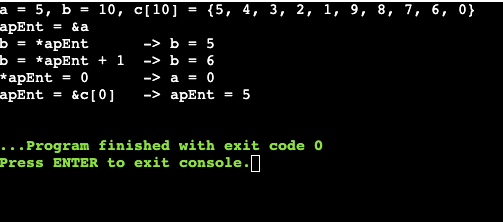 a = 5, b = 10, c[10] = {5, 4, 3, 2, 1, 9, 8, 7, 6, 0}
apEnt = &a
b = *apEnt      -> b = 5
b = *apEnt + 1  -> b = 6
*apEnt = 0      -> a = 0
apEnt = &c[0]   -> apEnt = 5
...Program finished with exit code 0
Press ENTER to exit console.